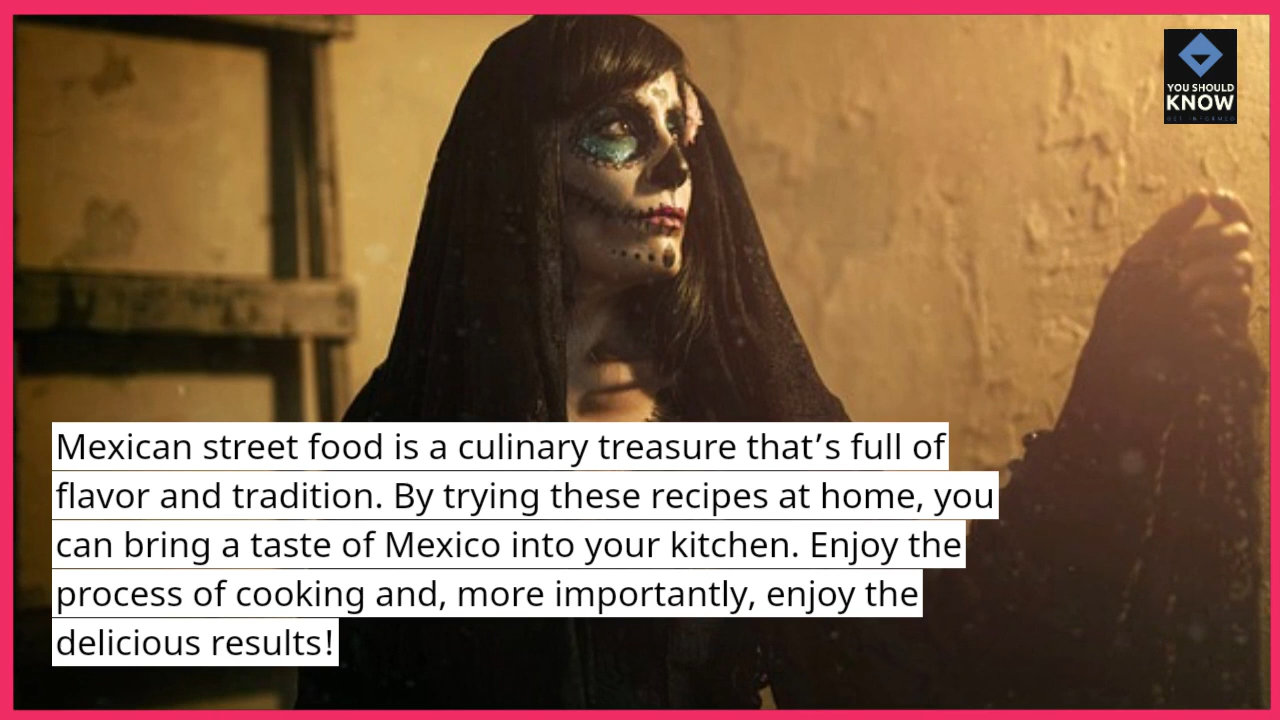 YOU SHOULD
KNOW
GET INFORMED
Mexican street food is a culinary treasure that’s full of
flavor and tradition. By trying these recipes at home, you
can bring a taste of Mexico into your kitchen. Enjoy the
process of cooking and, more importantly, enjoy the
delicious results!